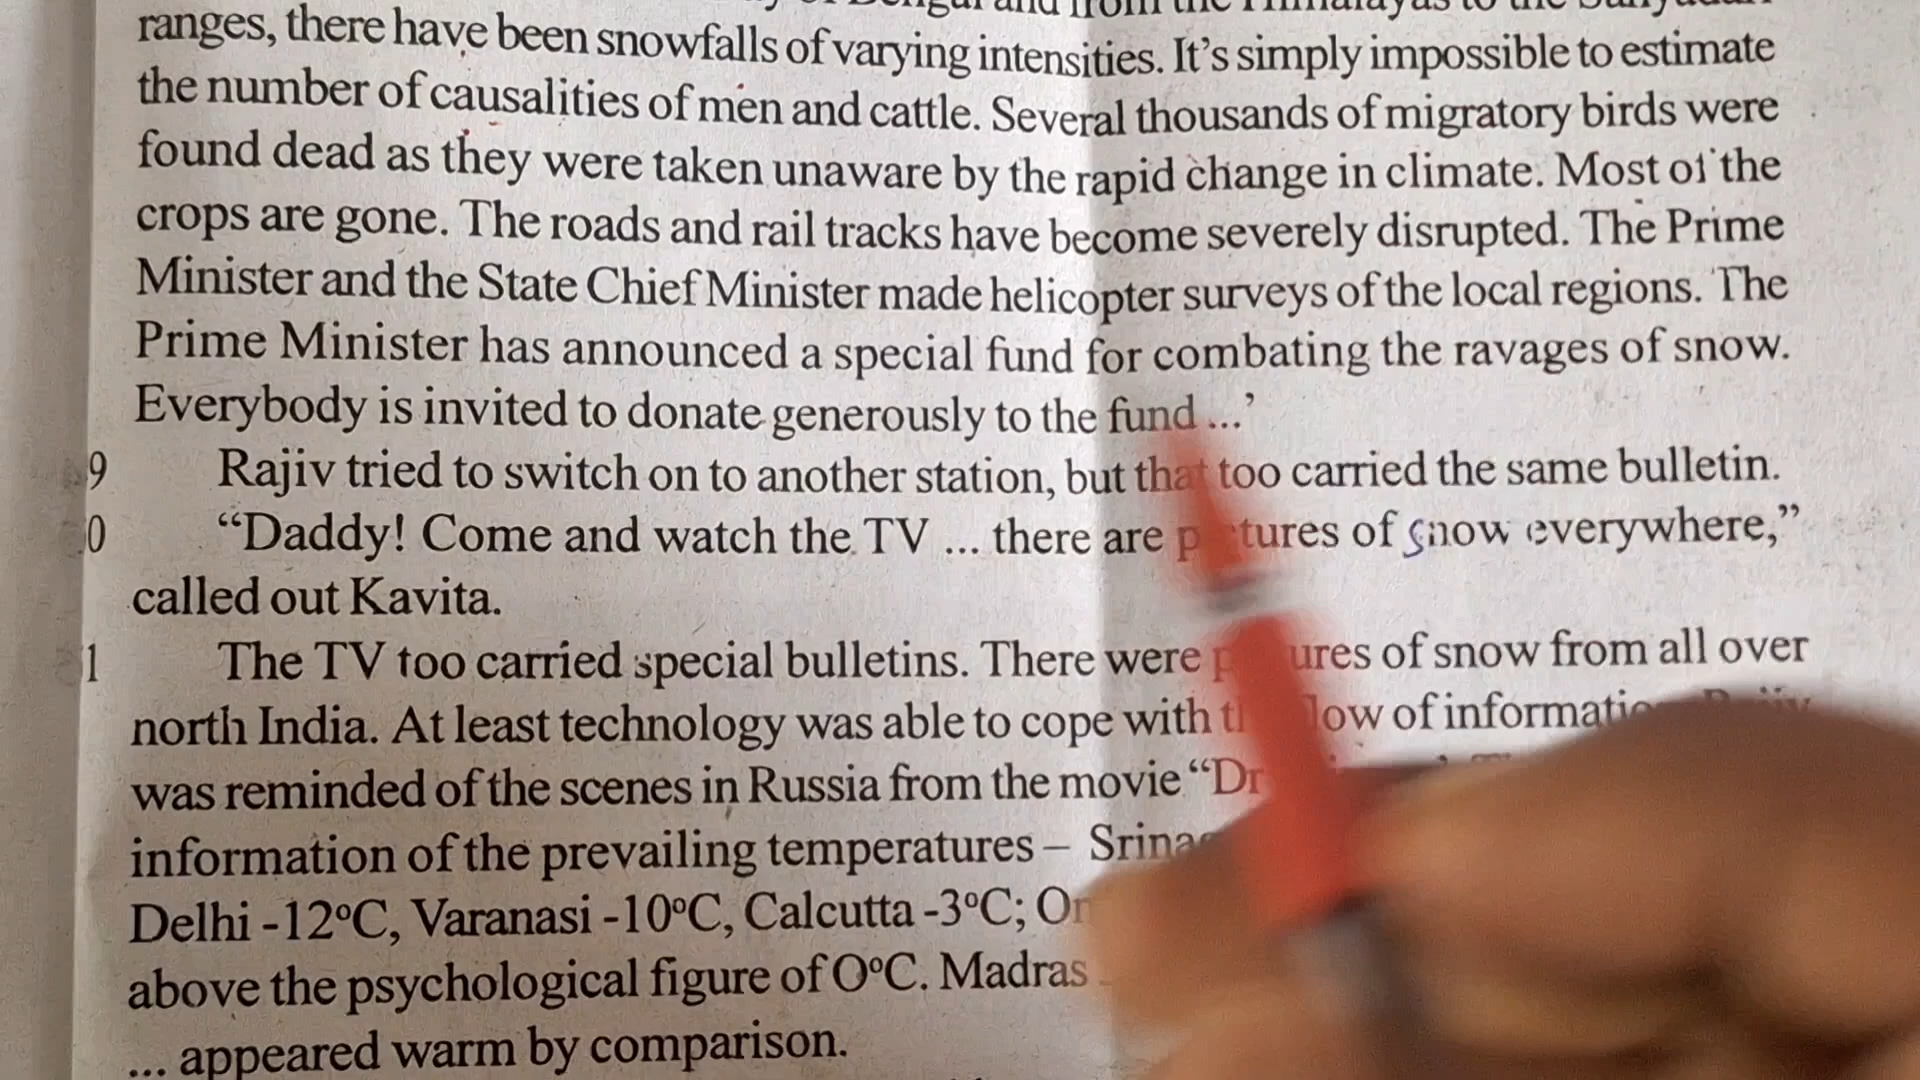 ranges, there have been snowfalls of varying intensities. It's simply impossible to estimate
the number of causalities of men and cattle. Several thousands of migratory birds were
found dead as they were taken unaware by the rapid change in climate. Most of the
crops are gone. The roads and rail tracks have become severely disrupted. The Prime
Minister and the State Chief Minister made helicopter surveys of the local regions. The
Prime Minister has announced a special fund for combating the ravages of snow.
Everybody is invited to donate generously to the fund ...'
9 Rajiv tried to switch on to another station, but that too carried the same bulletin.
0 “Daddy! Come and watch the TV ... there are pictures of snow everywhere,”
called out Kavita.
1 The TV too carried special bulletins. There were pictures of snow from all over
north India. At least technology was able to cope with of information
was reminded of the scenes in Russia from the movie
information of the prevailing temperatures –
Delhi -12°C, Varanasi -10°C, Calcutta -3°C;
above the psychological figure of O°C. Madras
... appeared warm by comparison.